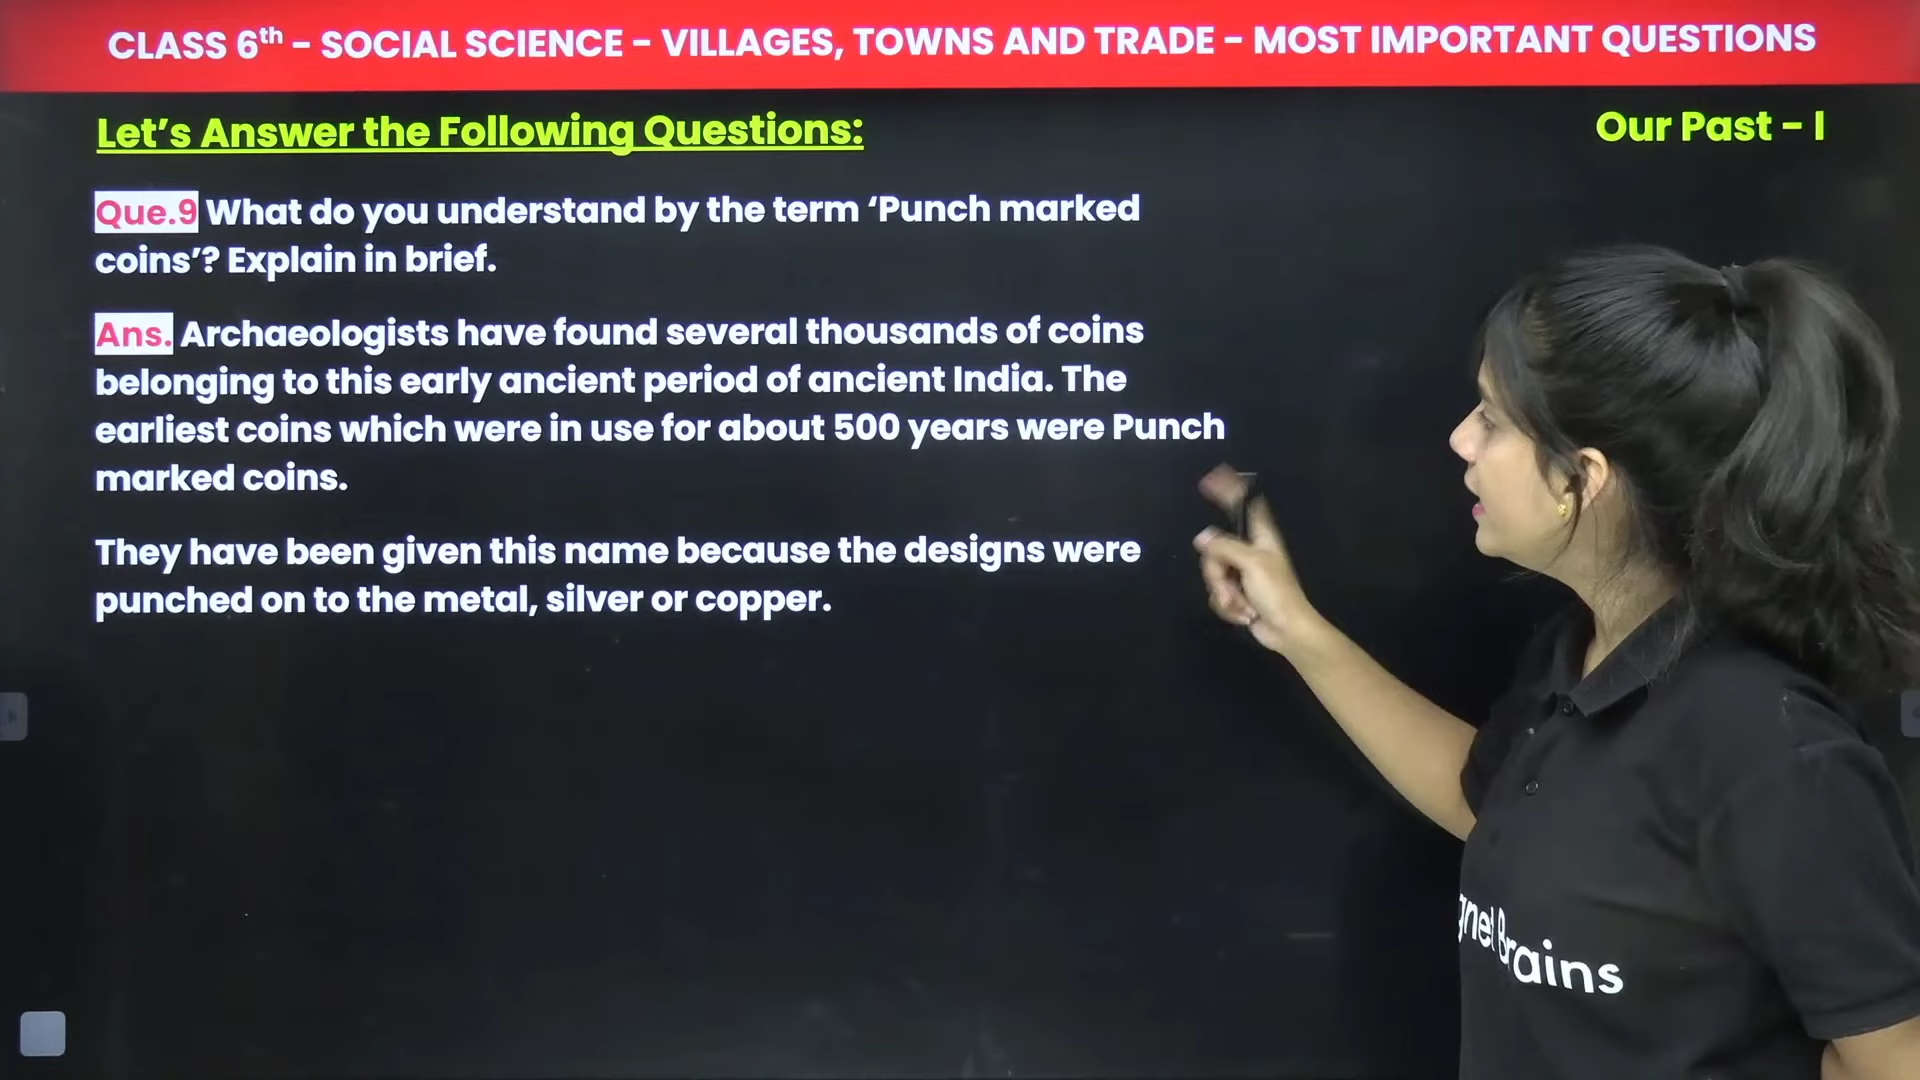 CLASS 6th - SOCIAL SCIENCE - VILLAGES, TOWNS AND TRADE - MOST IMPORTANT QUESTIONS
Let's Answer the Following Questions:
Our Past - I
Que.9 What do you understand by the term 'Punch marked
coins'? Explain in brief.
Ans. Archaeologists have found several thousands of coins
belonging to this early ancient period of ancient India. The
earliest coins which were in use for about 500 years were Punch
marked coins.
They have been given this name because the designs were
punched on to the metal, silver or copper.
gnet Brains